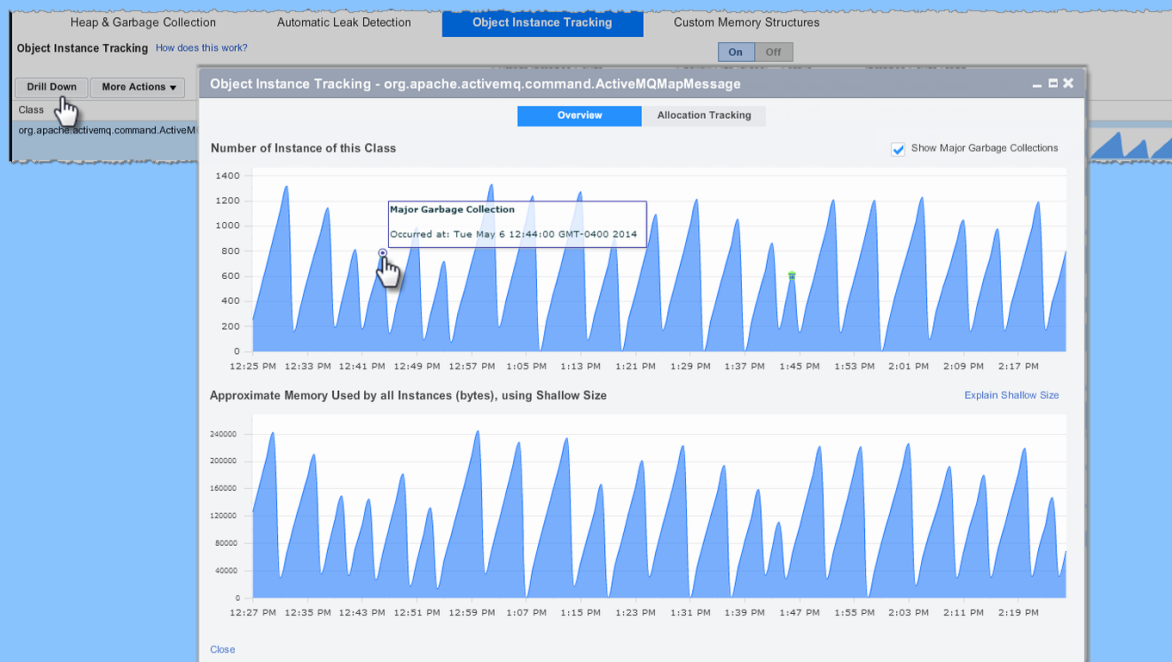 Heap & Garbage Collection Automatic Leak Detection Object Instance Tracking Custom Memory Structures
Object Instance Tracking How does this work?
On Off
Drill Down More Actions
Class
org.apache.activemq.command.ActiveM
Object Instance Tracking - org.apache.activemq.command.ActiveMQMapMessage
Overview Allocation Tracking
Number of Instance of this Class Show Major Garbage Collections
1400
1200
1000
800
600
400
200
0
Major Garbage Collection
Occurred at: Tue May 6 12:44:00 GMT-0400 2014
12:25 PM 12:33 PM 12:41 PM 12:49 PM 12:57 PM 1:05 PM 1:13 PM 1:21 PM 1:29 PM 1:37 PM 1:45 PM 1:53 PM 2:01 PM 2:09 PM 2:17 PM
Approximate Memory Used by all Instances (bytes), using Shallow Size Explain Shallow Size
240000
200000
160000
120000
80000
40000
0
12:27 PM 12:35 PM 12:43 PM 12:51 PM 12:59 PM 1:07 PM 1:15 PM 1:23 PM 1:31 PM 1:39 PM 1:47 PM 1:55 PM 2:03 PM 2:11 PM 2:19 PM
Close